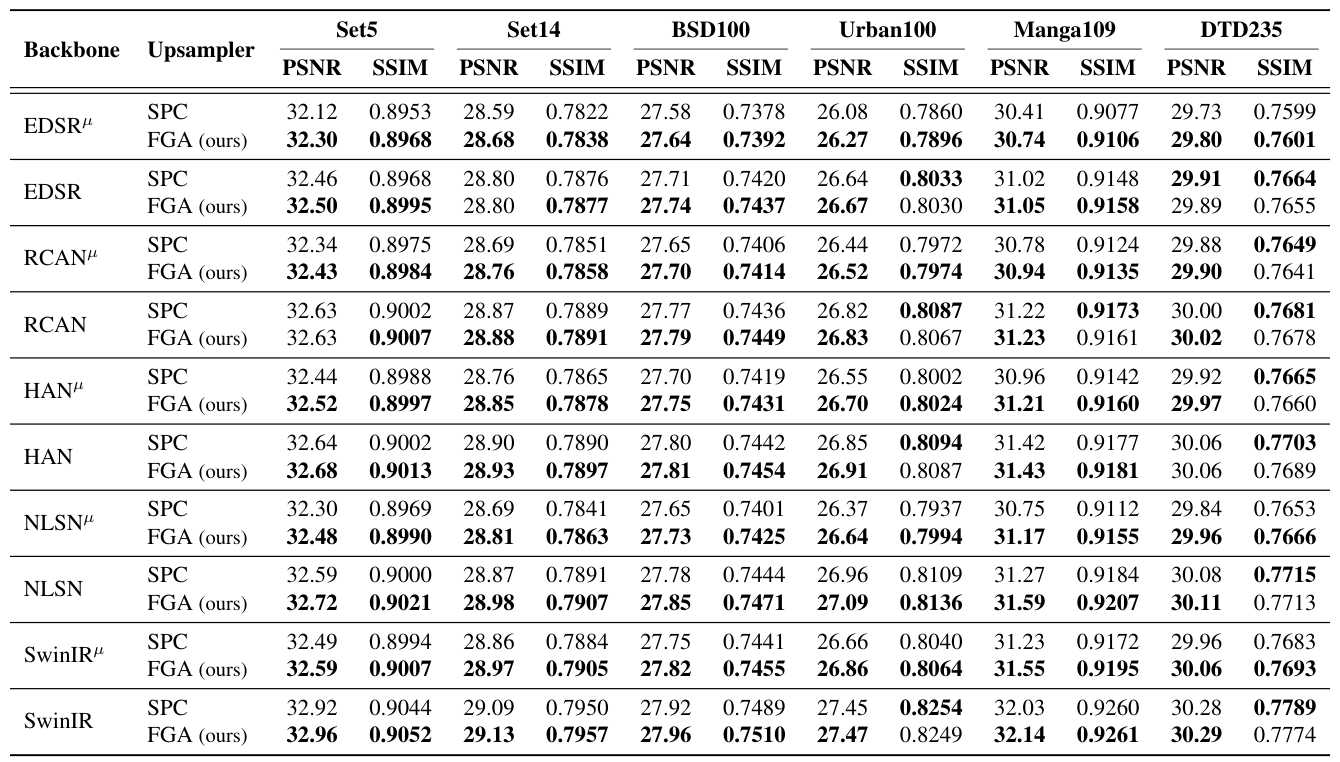 Backbone Upsampler Set5 Set14 BSD100 Urban100 Manga109 DTD235
PSNR SSIM PSNR SSIM PSNR SSIM PSNR SSIM PSNR SSIM PSNR SSIM
EDSRμ SPC 32.12 0.8953 28.59 0.7822 27.58 0.7378 26.08 0.7860 30.41 0.9077 29.73 0.7599
FGA (ours) 32.30 0.8968 28.68 0.7838 27.64 0.7392 26.27 0.7896 30.74 0.9106 29.80 0.7601
EDSR SPC 32.46 0.8968 28.80 0.7876 27.71 0.7420 26.64 0.8033 31.02 0.9148 29.91 0.7664
FGA (ours) 32.50 0.8995 28.80 0.7877 27.74 0.7437 26.67 0.8030 31.05 0.9158 29.89 0.7655
RCANμ SPC 32.34 0.8975 28.69 0.7851 27.65 0.7406 26.44 0.7972 30.78 0.9124 29.88 0.7649
FGA (ours) 32.43 0.8984 28.76 0.7858 27.70 0.7414 26.52 0.7974 30.94 0.9135 29.90 0.7641
RCAN SPC 32.63 0.9002 28.87 0.7889 27.77 0.7436 26.82 0.8087 31.22 0.9173 30.00 0.7681
FGA (ours) 32.63 0.9007 28.88 0.7891 27.79 0.7449 26.83 0.8067 31.23 0.9161 30.02 0.7678
HANμ SPC 32.44 0.8988 28.76 0.7865 27.70 0.7419 26.55 0.8002 30.96 0.9142 29.92 0.7665
FGA (ours) 32.52 0.8997 28.85 0.7878 27.75 0.7431 26.70 0.8024 31.21 0.9160 29.97 0.7660
HAN SPC 32.64 0.9002 28.90 0.7890 27.80 0.7442 26.85 0.8094 31.42 0.9177 30.06 0.7703
FGA (ours) 32.68 0.9013 28.93 0.7897 27.81 0.7454 26.91 0.8087 31.43 0.9181 30.06 0.7689
NLSNμ SPC 32.30 0.8969 28.69 0.7841 27.65 0.7401 26.37 0.7937 30.75 0.9112 29.84 0.7653
FGA (ours) 32.48 0.8990 28.81 0.7863 27.73 0.7425 26.64 0.7994 31.17 0.9155 29.96 0.7666
NLSN SPC 32.59 0.9000 28.87 0.7891 27.78 0.7444 26.96 0.8109 31.27 0.9184 30.08 0.7715
FGA (ours) 32.72 0.9021 28.98 0.7907 27.85 0.7471 27.09 0.8136 31.59 0.9207 30.11 0.7713
SwinIRμ SPC 32.49 0.8994 28.86 0.7884 27.75 0.7441 26.66 0.8040 31.23 0.9172 29.96 0.7683
FGA (ours) 32.59 0.9007 28.97 0.7905 27.82 0.7455 26.86 0.8064 31.55 0.9195 30.06 0.7693
SwinIR SPC 32.92 0.9044 29.09 0.7950 27.92 0.7489 27.45 0.8254 32.03 0.9260 30.28 0.7789
FGA (ours) 32.96 0.9052 29.13 0.7957 27.96 0.7510 27.47 0.8249 32.14 0.9261 30.29 0.7774